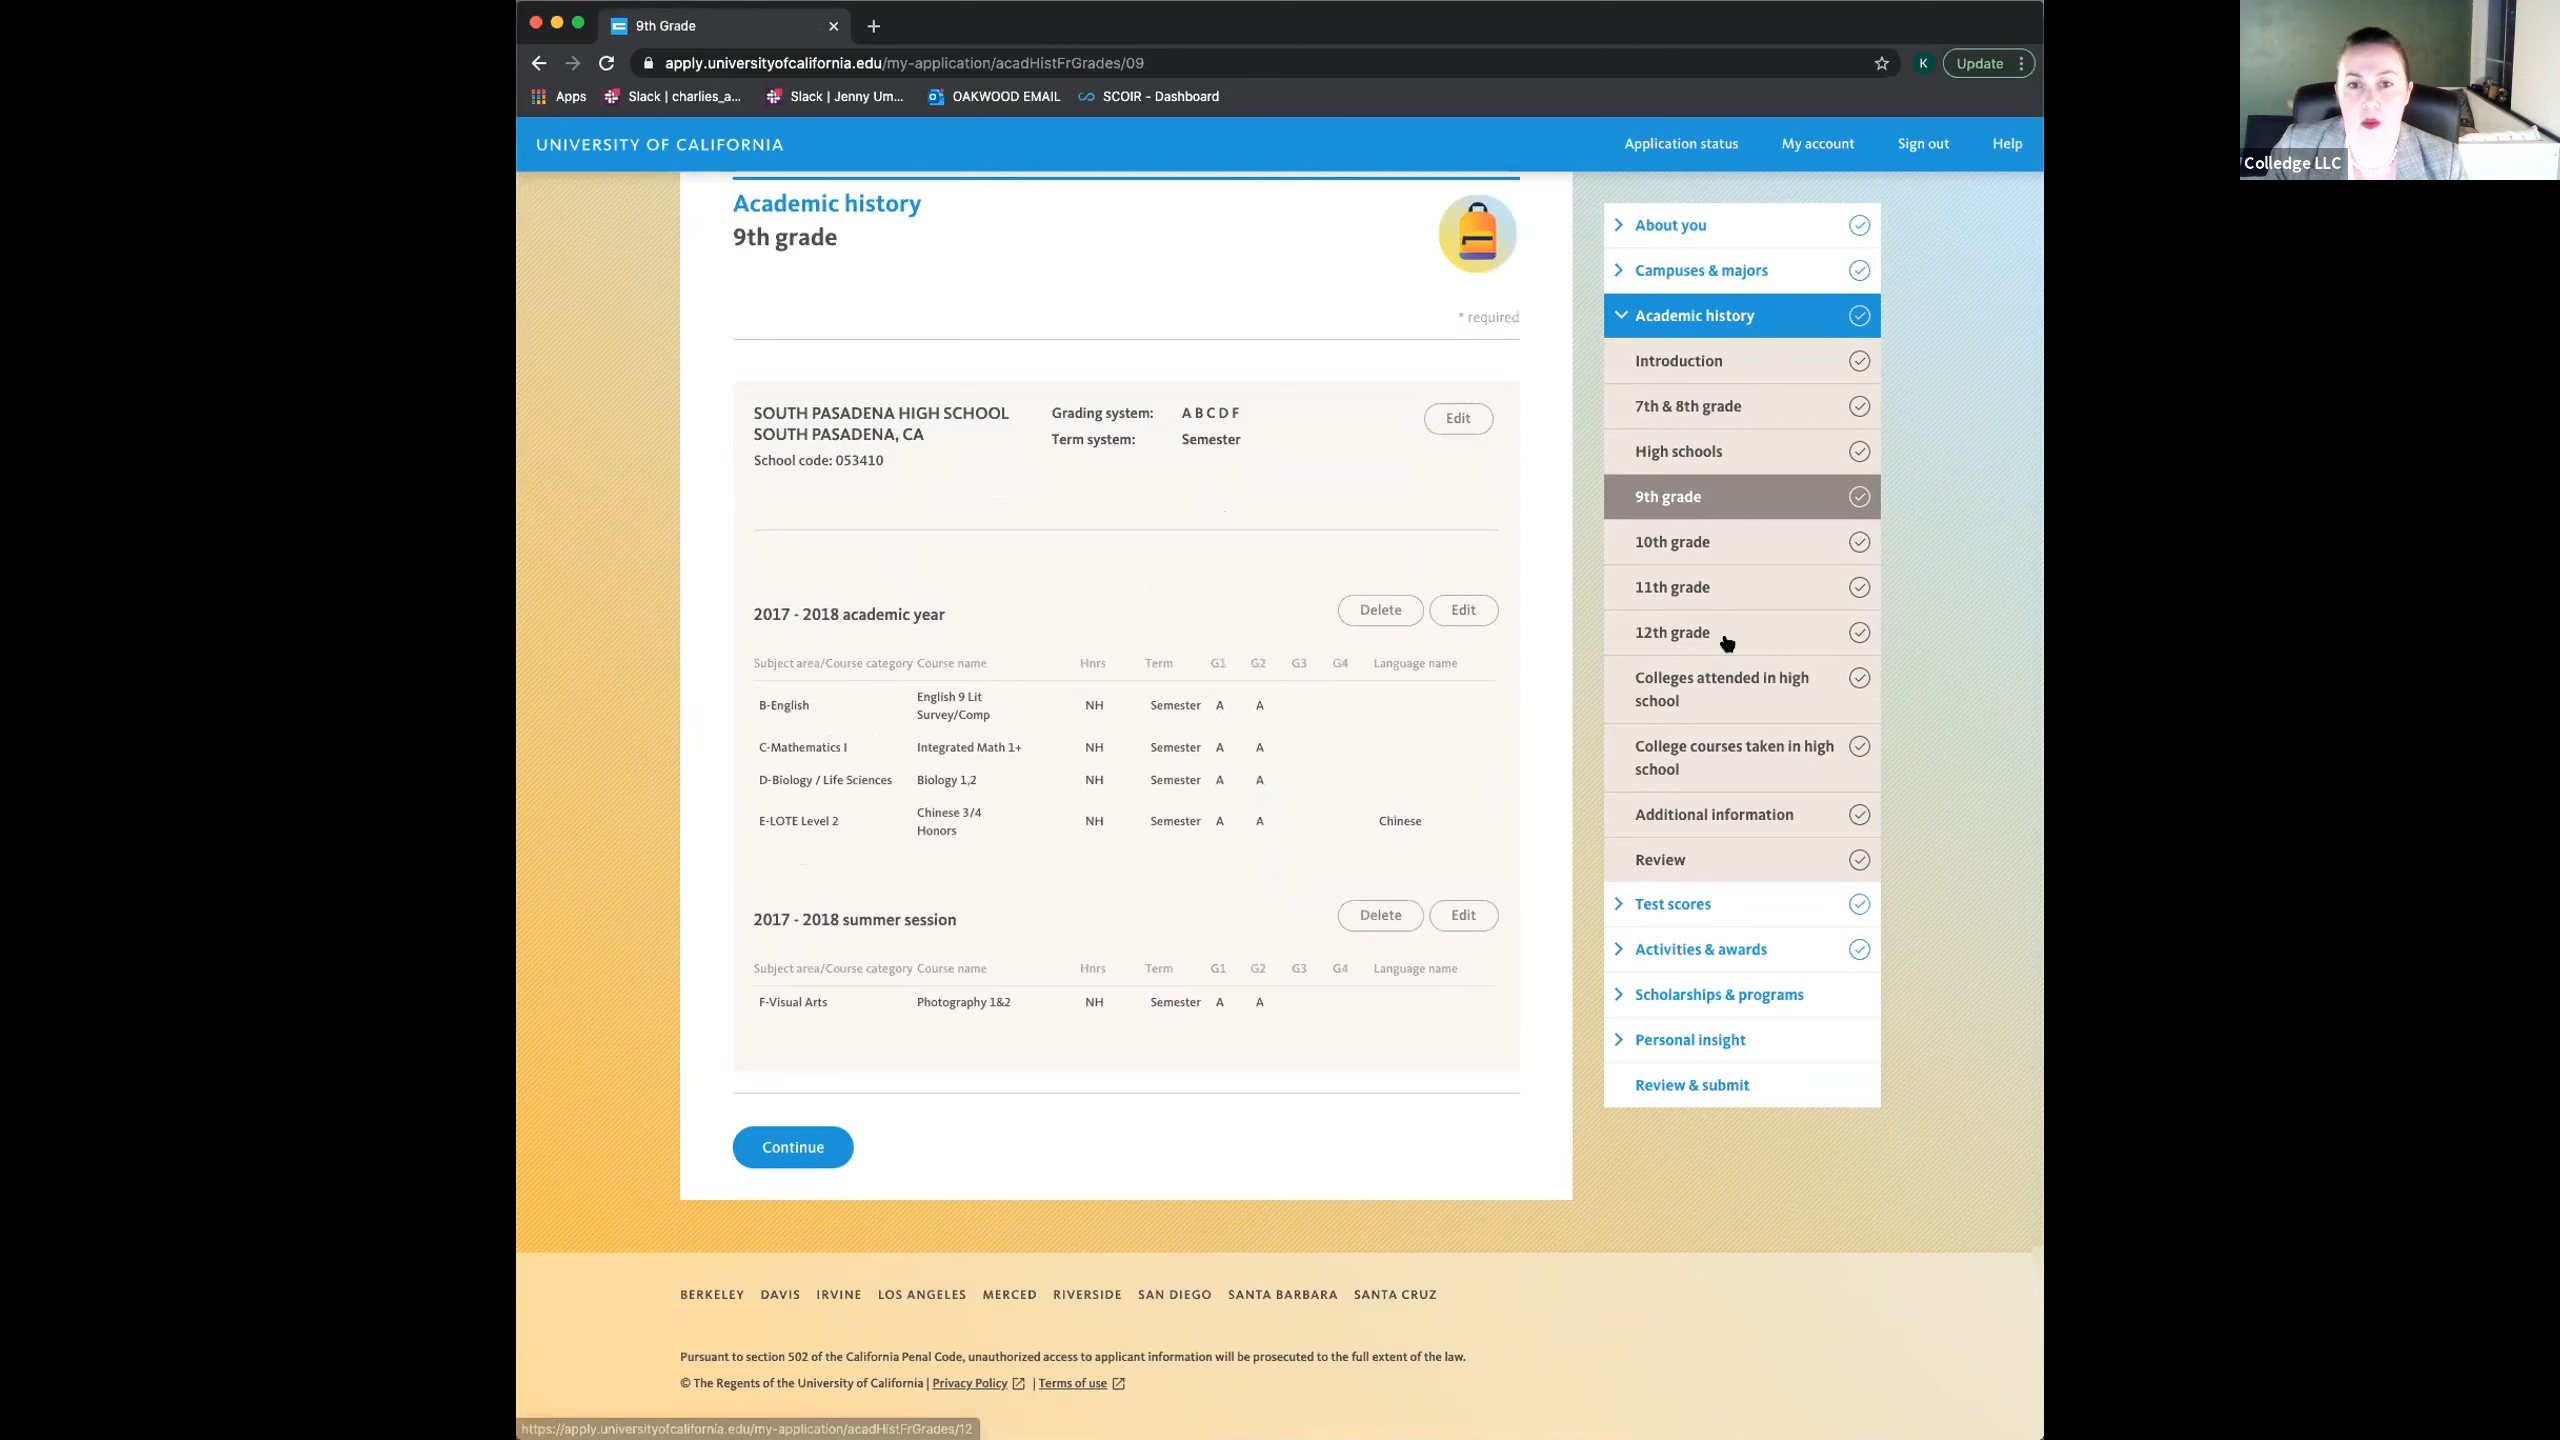 9th Grade
apply.universityofcalifornia.edu/my-application/acadHistFrGrades/09
K
Update
Apps
Slack | charlies_a...
Slack | Jenny Um...
OAKWOOD EMAIL
SCOIR - Dashboard
UNIVERSITY OF CALIFORNIA
Application status
My account
Sign out
Help
Colledge LLC
Academic history
9th grade
* required
SOUTH PASADENA HIGH SCHOOL
SOUTH PASADENA, CA
School code: 053410
Grading system: A B C D F
Term system: Semester
Edit
2017 - 2018 academic year
Delete
Edit
Subject area/Course category Course name Hnrs Term G1 G2 G3 G4 Language name
B-English English 9 Lit Survey/Comp NH Semester A A
C-Mathematics I Integrated Math 1+ NH Semester A A
D-Biology / Life Sciences Biology 1,2 NH Semester A A
E-LOTE Level 2 Chinese 3/4 Honors NH Semester A A Chinese
2017 - 2018 summer session
Delete
Edit
Subject area/Course category Course name Hnrs Term G1 G2 G3 G4 Language name
F-Visual Arts Photography 1&2 NH Semester A A
Continue
About you
Campuses & majors
Academic history
Introduction
7th & 8th grade
High schools
9th grade
10th grade
11th grade
12th grade
Colleges attended in high
school
College courses taken in high
school
Additional information
Review
Test scores
Activities & awards
Scholarships & programs
Personal insight
Review & submit
BERKELEY DAVIS IRVINE LOS ANGELES MERCED RIVERSIDE SAN DIEGO SANTA BARBARA SANTA CRUZ
Pursuant to section 502 of the California Penal Code, unauthorized access to applicant information will be prosecuted to the full extent of the law.
© The Regents of the University of California | Privacy Policy | Terms of use
https://apply.universityofcalifornia.edu/my-application/acadHistFrGrades/12